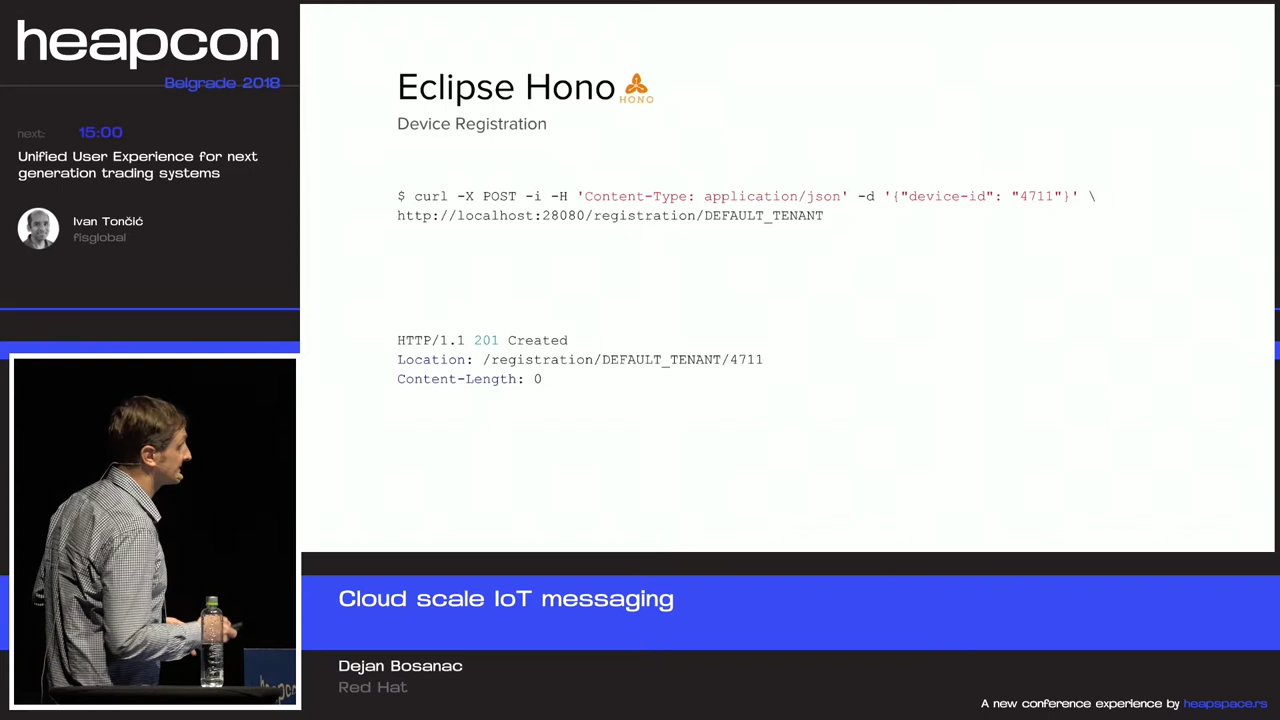 heapcon
Belgrade 2018
next: 15:00
Unified User Experience for next
generation trading systems
Ivan Tončić
fisglobal
Eclipse Hono
HONO
Device Registration
$ curl -X POST -i -H 'Content-Type: application/json' -d '{"device-id": "4711"}' \
http://localhost:28080/registration/DEFAULT_TENANT
HTTP/1.1 201 Created
Location: /registration/DEFAULT_TENANT/4711
Content-Length: 0
heapcon
Cloud scale IoT messaging
Dejan Bosanac
Red Hat
A new conference experience by heapspace.rs